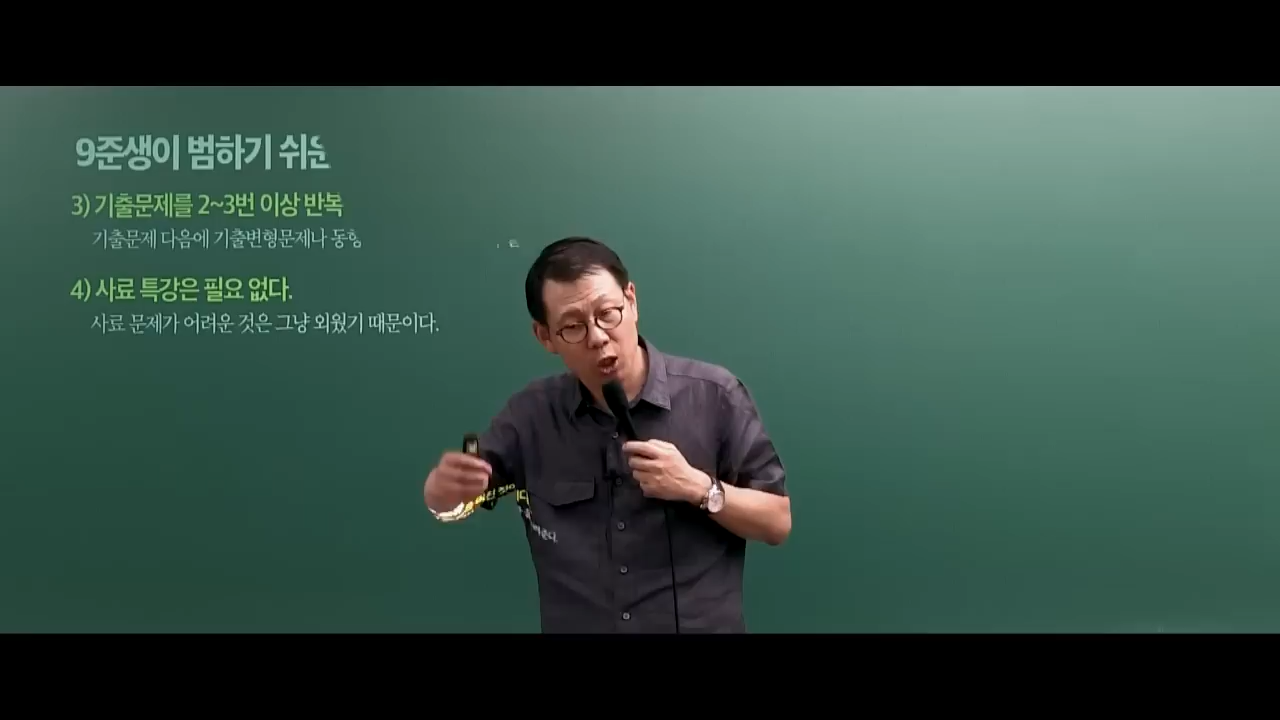 9준생이 범하기 쉬운
3) 기출문제를 2~3번 이상 반복
기출문제 다음에 기출변형문제나
4) 사료 특강은 필요 없다.
사료 문제가 어려운 것은 그냥 외웠기 때문이다.